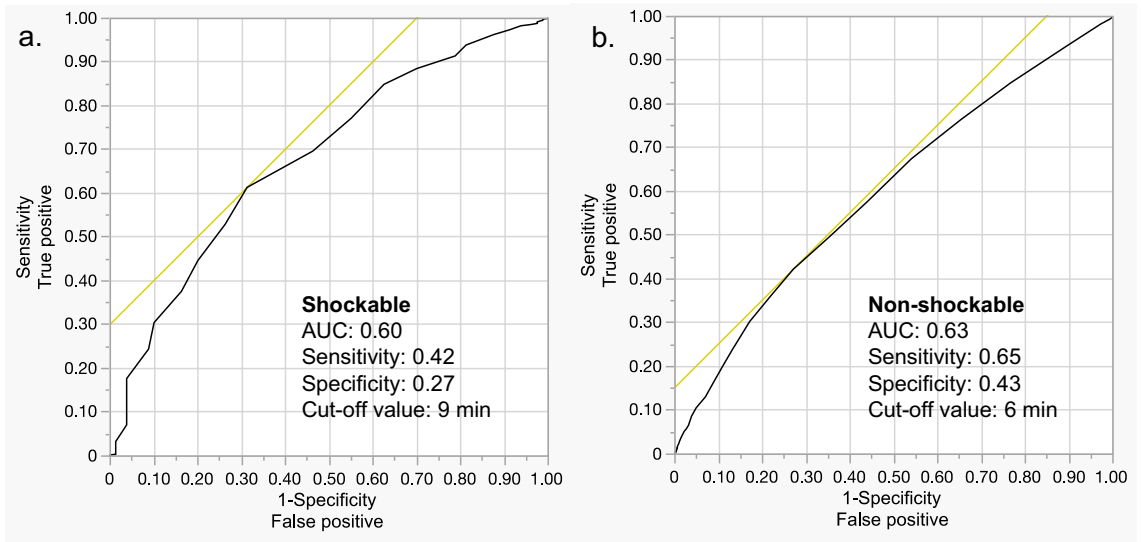 a.
1.00
0.90
0.80
0.70
0.60
0.50
0.40
0.30
0.20
0.10
0
Sensitivity
True positive
Shockable
AUC: 0.60
Sensitivity: 0.42
Specificity: 0.27
Cut-off value: 9 min
0 0.10 0.20 0.30 0.40 0.50 0.60 0.70 0.80 0.90 1.00
1-Specificity
False positive
b.
1.00
0.90
0.80
0.70
0.60
0.50
0.40
0.30
0.20
0.10
0
Sensitivity
True positive
Non-shockable
AUC: 0.63
Sensitivity: 0.65
Specificity: 0.43
Cut-off value: 6 min
0 0.10 0.20 0.30 0.40 0.50 0.60 0.70 0.80 0.90 1.00
1-Specificity
False positive